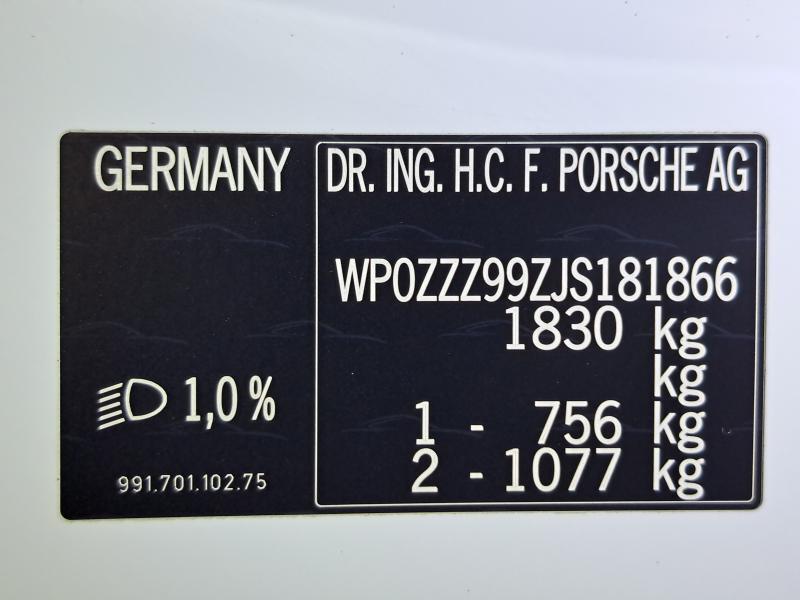 GERMANY
1,0 %
991.701.102.75
DR. ING. H.C. F. PORSCHE AG
WP0ZZZ99ZJS181866
1830 kg
kg
1 - 756 kg
2 - 1077 kg